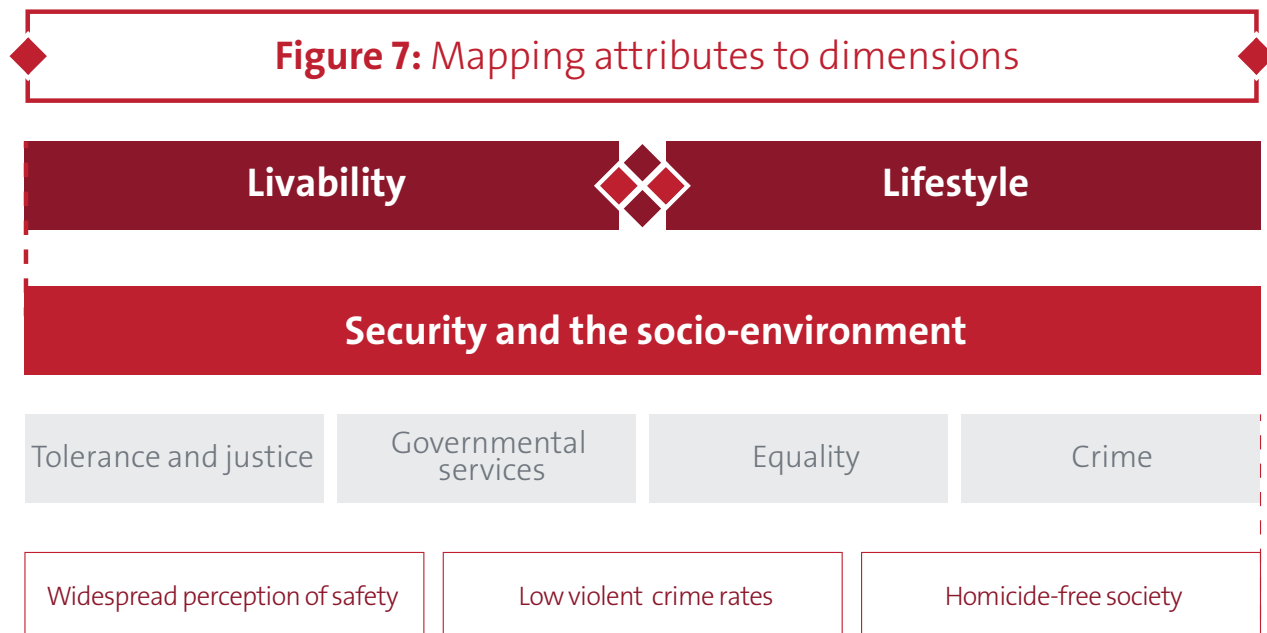 Figure 7: Mapping attributes to dimensions
Livability
Lifestyle
Security and the socio-environment
Tolerance and justice
Governmental
services
Equality
Crime
Widespread perception of safety
Low violent crime rates
Homicide-free society